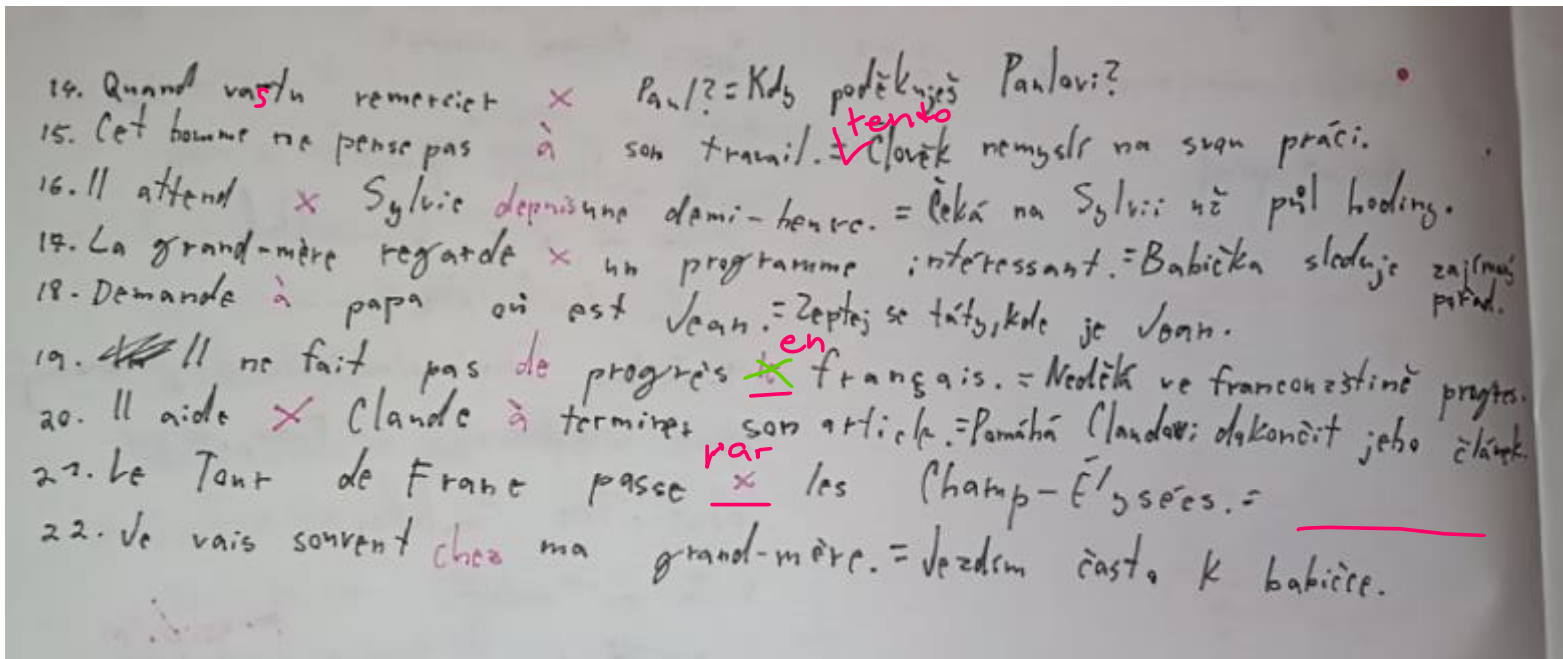 14. Quand vas tu remercier x Paul? = Kdy poděkuješ Paulovi?
tento
15. Cet homme ne pense pas à son travail. = Člověk nemyslí na svou práci.
16. Il attend x Sylvie depuis une demi-heure. = Čeká na Sylvii už půl hodiny.
17. La grand-mère regarde x un programme intéressant. = Babička sleduje zajímavý pořad.
18. Demande à papa où est Jean. = Zeptej se táty, kde je Jean.
en
19. Il ne fait pas de progrès français. = Nedělá ve francouzštině progres.
20. Il aide x Claude à terminer son article. = Pomáhá Claudovi dokončit jeho článek.
par
21. Le Tour de Frane passe x les Champ-Élysées. =
22. Je vais souvent chez ma grand-mère. = Jezdím často k babičce.